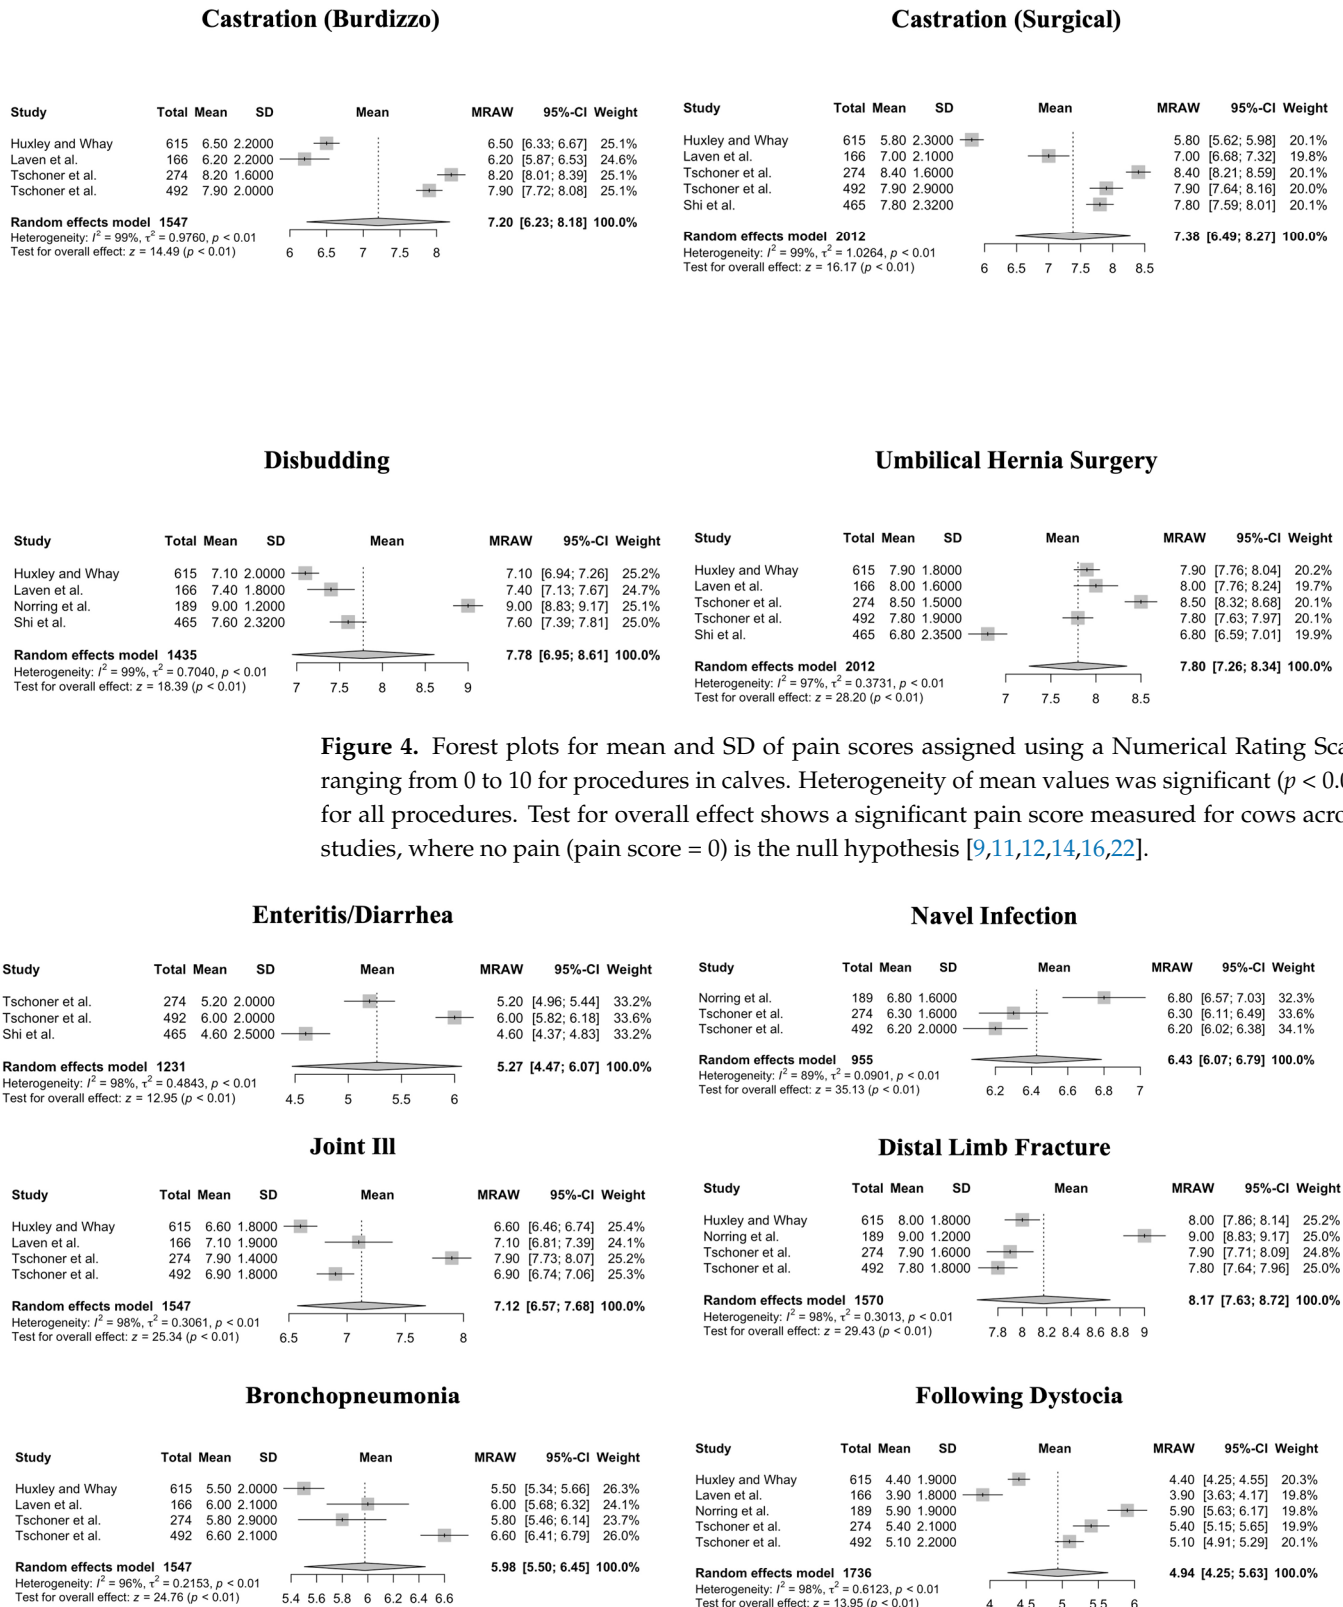 Castration (Burdizzo)
Study Total Mean SD Mean MRAW 95%-CI Weight
Huxley and Whay 615 6.50 2.2000 6.50 [6.33; 6.67] 25.1%
Laven et al. 166 6.20 2.2000 6.20 [5.87; 6.53] 24.6%
Tschoner et al. 274 8.20 1.6000 8.20 [8.01; 8.39] 25.1%
Tschoner et al. 492 7.90 2.0000 7.90 [7.72; 8.08] 25.1%
Random effects model 1547 7.20 [6.23; 8.18] 100.0%
Heterogeneity: I² = 99%, τ² = 0.9760, p < 0.01
Test for overall effect: z = 14.49 (p < 0.01)
6 6.5 7 7.5 8
Castration (Surgical)
Study Total Mean SD Mean MRAW 95%-CI Weight
Huxley and Whay 615 5.80 2.3000 5.80 [5.62; 5.98] 20.1%
Laven et al. 166 7.00 2.1000 7.00 [6.68; 7.32] 19.8%
Tschoner et al. 274 8.40 1.6000 8.40 [8.21; 8.59] 20.1%
Tschoner et al. 492 7.90 2.9000 7.90 [7.64; 8.16] 20.0%
Shi et al. 465 7.80 2.3200 7.80 [7.59; 8.01] 20.1%
Random effects model 2012 7.38 [6.49; 8.27] 100.0%
Heterogeneity: I² = 99%, τ² = 1.0264, p < 0.01
Test for overall effect: z = 16.17 (p < 0.01)
6 6.5 7 7.5 8 8.5
Disbudding
Study Total Mean SD Mean MRAW 95%-CI Weight
Huxley and Whay 615 7.10 2.0000 7.10 [6.94; 7.26] 25.2%
Laven et al. 166 7.40 1.8000 7.40 [7.13; 7.67] 24.7%
Norring et al. 189 9.00 1.2000 9.00 [8.83; 9.17] 25.1%
Shi et al. 465 7.60 2.3200 7.60 [7.39; 7.81] 25.0%
Random effects model 1435 7.78 [6.95; 8.61] 100.0%
Heterogeneity: I² = 99%, τ² = 0.7040, p < 0.01
Test for overall effect: z = 18.39 (p < 0.01)
7 7.5 8 8.5 9
Umbilical Hernia Surgery
Study Total Mean SD Mean MRAW 95%-CI Weight
Huxley and Whay 615 7.90 1.8000 7.90 [7.76; 8.04] 20.2%
Laven et al. 166 8.00 1.6000 8.00 [7.76; 8.24] 19.7%
Tschoner et al. 274 8.50 1.5000 8.50 [8.32; 8.68] 20.1%
Tschoner et al. 492 7.80 1.9000 7.80 [7.63; 7.97] 20.1%
Shi et al. 465 6.80 2.3500 6.80 [6.59; 7.01] 19.9%
Random effects model 2012 7.80 [7.26; 8.34] 100.0%
Heterogeneity: I² = 97%, τ² = 0.3731, p < 0.01
Test for overall effect: z = 28.20 (p < 0.01)
7 7.5 8 8.5
Figure 4. Forest plots for mean and SD of pain scores assigned using a Numerical Rating Sca
ranging from 0 to 10 for procedures in calves. Heterogeneity of mean values was significant (p < 0.0
for all procedures. Test for overall effect shows a significant pain score measured for cows acro
studies, where no pain (pain score = 0) is the null hypothesis [9,11,12,14,16,22].
Enteritis/Diarrhea
Study Total Mean SD Mean MRAW 95%-CI Weight
Tschoner et al. 274 5.20 2.0000 5.20 [4.96; 5.44] 33.2%
Tschoner et al. 492 6.00 2.0000 6.00 [5.82; 6.18] 33.6%
Shi et al. 465 4.60 2.5000 4.60 [4.37; 4.83] 33.2%
Random effects model 1231 5.27 [4.47; 6.07] 100.0%
Heterogeneity: I² = 98%, τ² = 0.4843, p < 0.01
Test for overall effect: z = 12.95 (p < 0.01)
4.5 5 5.5 6
Navel Infection
Study Total Mean SD Mean MRAW 95%-CI Weight
Norring et al. 189 6.80 1.6000 6.80 [6.57; 7.03] 32.3%
Tschoner et al. 274 6.30 1.6000 6.30 [6.11; 6.49] 33.6%
Tschoner et al. 492 6.20 2.0000 6.20 [6.02; 6.38] 34.1%
Random effects model 955 6.43 [6.07; 6.79] 100.0%
Heterogeneity: I² = 89%, τ² = 0.0901, p < 0.01
Test for overall effect: z = 35.13 (p < 0.01)
6.2 6.4 6.6 6.8 7
Joint Ill
Study Total Mean SD Mean MRAW 95%-CI Weight
Huxley and Whay 615 6.60 1.8000 6.60 [6.46; 6.74] 25.4%
Laven et al. 166 7.10 1.9000 7.10 [6.81; 7.39] 24.1%
Tschoner et al. 274 7.90 1.4000 7.90 [7.73; 8.07] 25.2%
Tschoner et al. 492 6.90 1.8000 6.90 [6.74; 7.06] 25.3%
Random effects model 1547 7.12 [6.57; 7.68] 100.0%
Heterogeneity: I² = 98%, τ² = 0.3061, p < 0.01
Test for overall effect: z = 25.34 (p < 0.01)
6.5 7 7.5 8
Distal Limb Fracture
Study Total Mean SD Mean MRAW 95%-CI Weight
Huxley and Whay 615 8.00 1.8000 8.00 [7.86; 8.14] 25.2%
Norring et al. 189 9.00 1.2000 9.00 [8.83; 9.17] 25.0%
Tschoner et al. 274 7.90 1.6000 7.90 [7.71; 8.09] 24.8%
Tschoner et al. 492 7.80 1.8000 7.80 [7.64; 7.96] 25.0%
Random effects model 1570 8.17 [7.63; 8.72] 100.0%
Heterogeneity: I² = 98%, τ² = 0.3013, p < 0.01
Test for overall effect: z = 29.43 (p < 0.01)
7.8 8 8.2 8.4 8.6 8.8 9
Bronchopneumonia
Study Total Mean SD Mean MRAW 95%-CI Weight
Huxley and Whay 615 5.50 2.0000 5.50 [5.34; 5.66] 26.3%
Laven et al. 166 6.00 2.1000 6.00 [5.68; 6.32] 24.1%
Tschoner et al. 274 5.80 2.9000 5.80 [5.46; 6.14] 23.7%
Tschoner et al. 492 6.60 2.1000 6.60 [6.41; 6.79] 26.0%
Random effects model 1547 5.98 [5.50; 6.45] 100.0%
Heterogeneity: I² = 96%, τ² = 0.2153, p < 0.01
Test for overall effect: z = 24.76 (p < 0.01)
5.4 5.6 5.8 6 6.2 6.4 6.6
Following Dystocia
Study Total Mean SD Mean MRAW 95%-CI Weight
Huxley and Whay 615 4.40 1.9000 4.40 [4.25; 4.55] 20.3%
Laven et al. 166 3.90 1.8000 3.90 [3.63; 4.17] 19.8%
Norring et al. 189 5.90 1.9000 5.90 [5.63; 6.17] 19.8%
Tschoner et al. 274 5.40 2.1000 5.40 [5.15; 5.65] 19.9%
Tschoner et al. 492 5.10 2.2000 5.10 [4.91; 5.29] 20.1%
Random effects model 1736 4.94 [4.25; 5.63] 100.0%
Heterogeneity: I² = 98%, τ² = 0.6123, p < 0.01
Test for overall effect: z = 13.95 (p < 0.01)
4 4.5 5 5.5 6